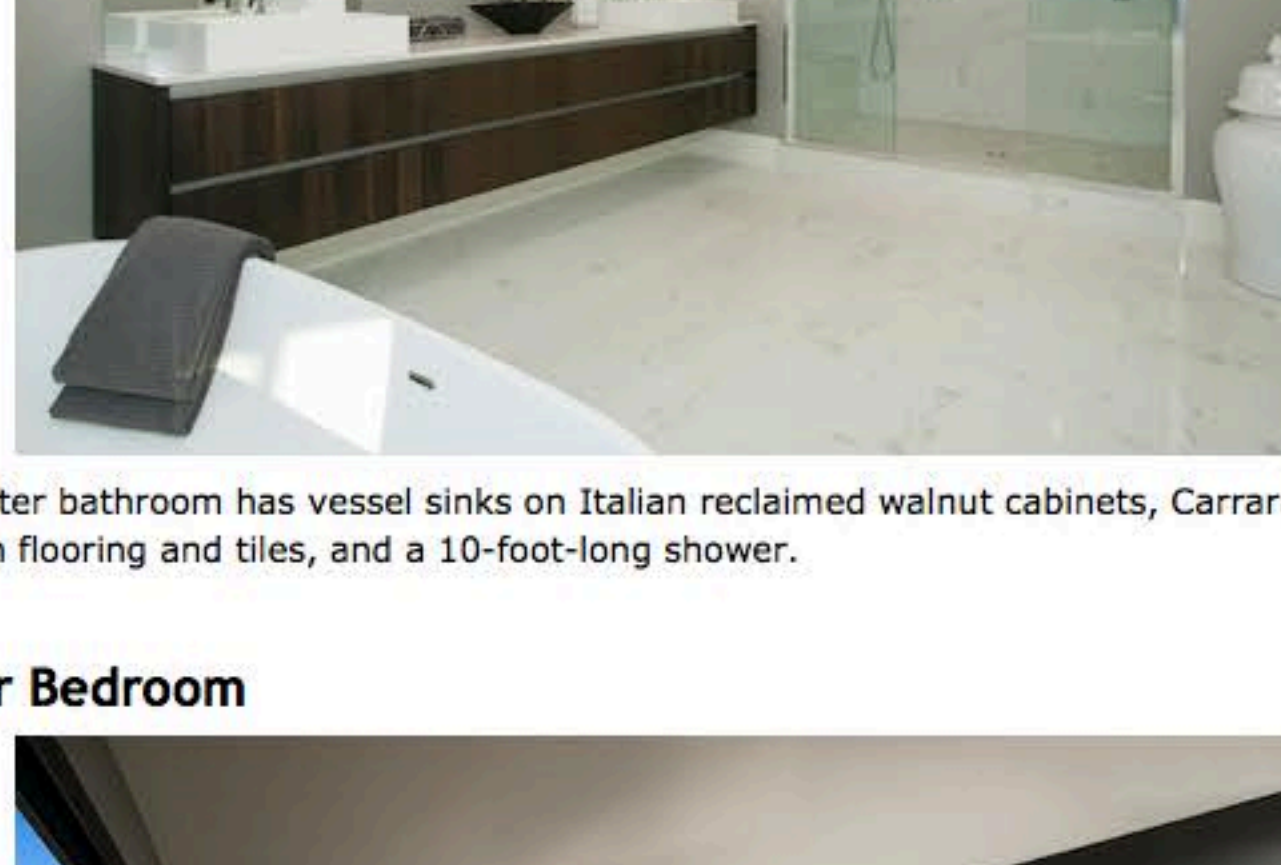 ter bathroom has vessel sinks on Italian reclaimed walnut cabinets, Carrar
flooring and tiles, and a 10-foot-long shower.
r Bedroom